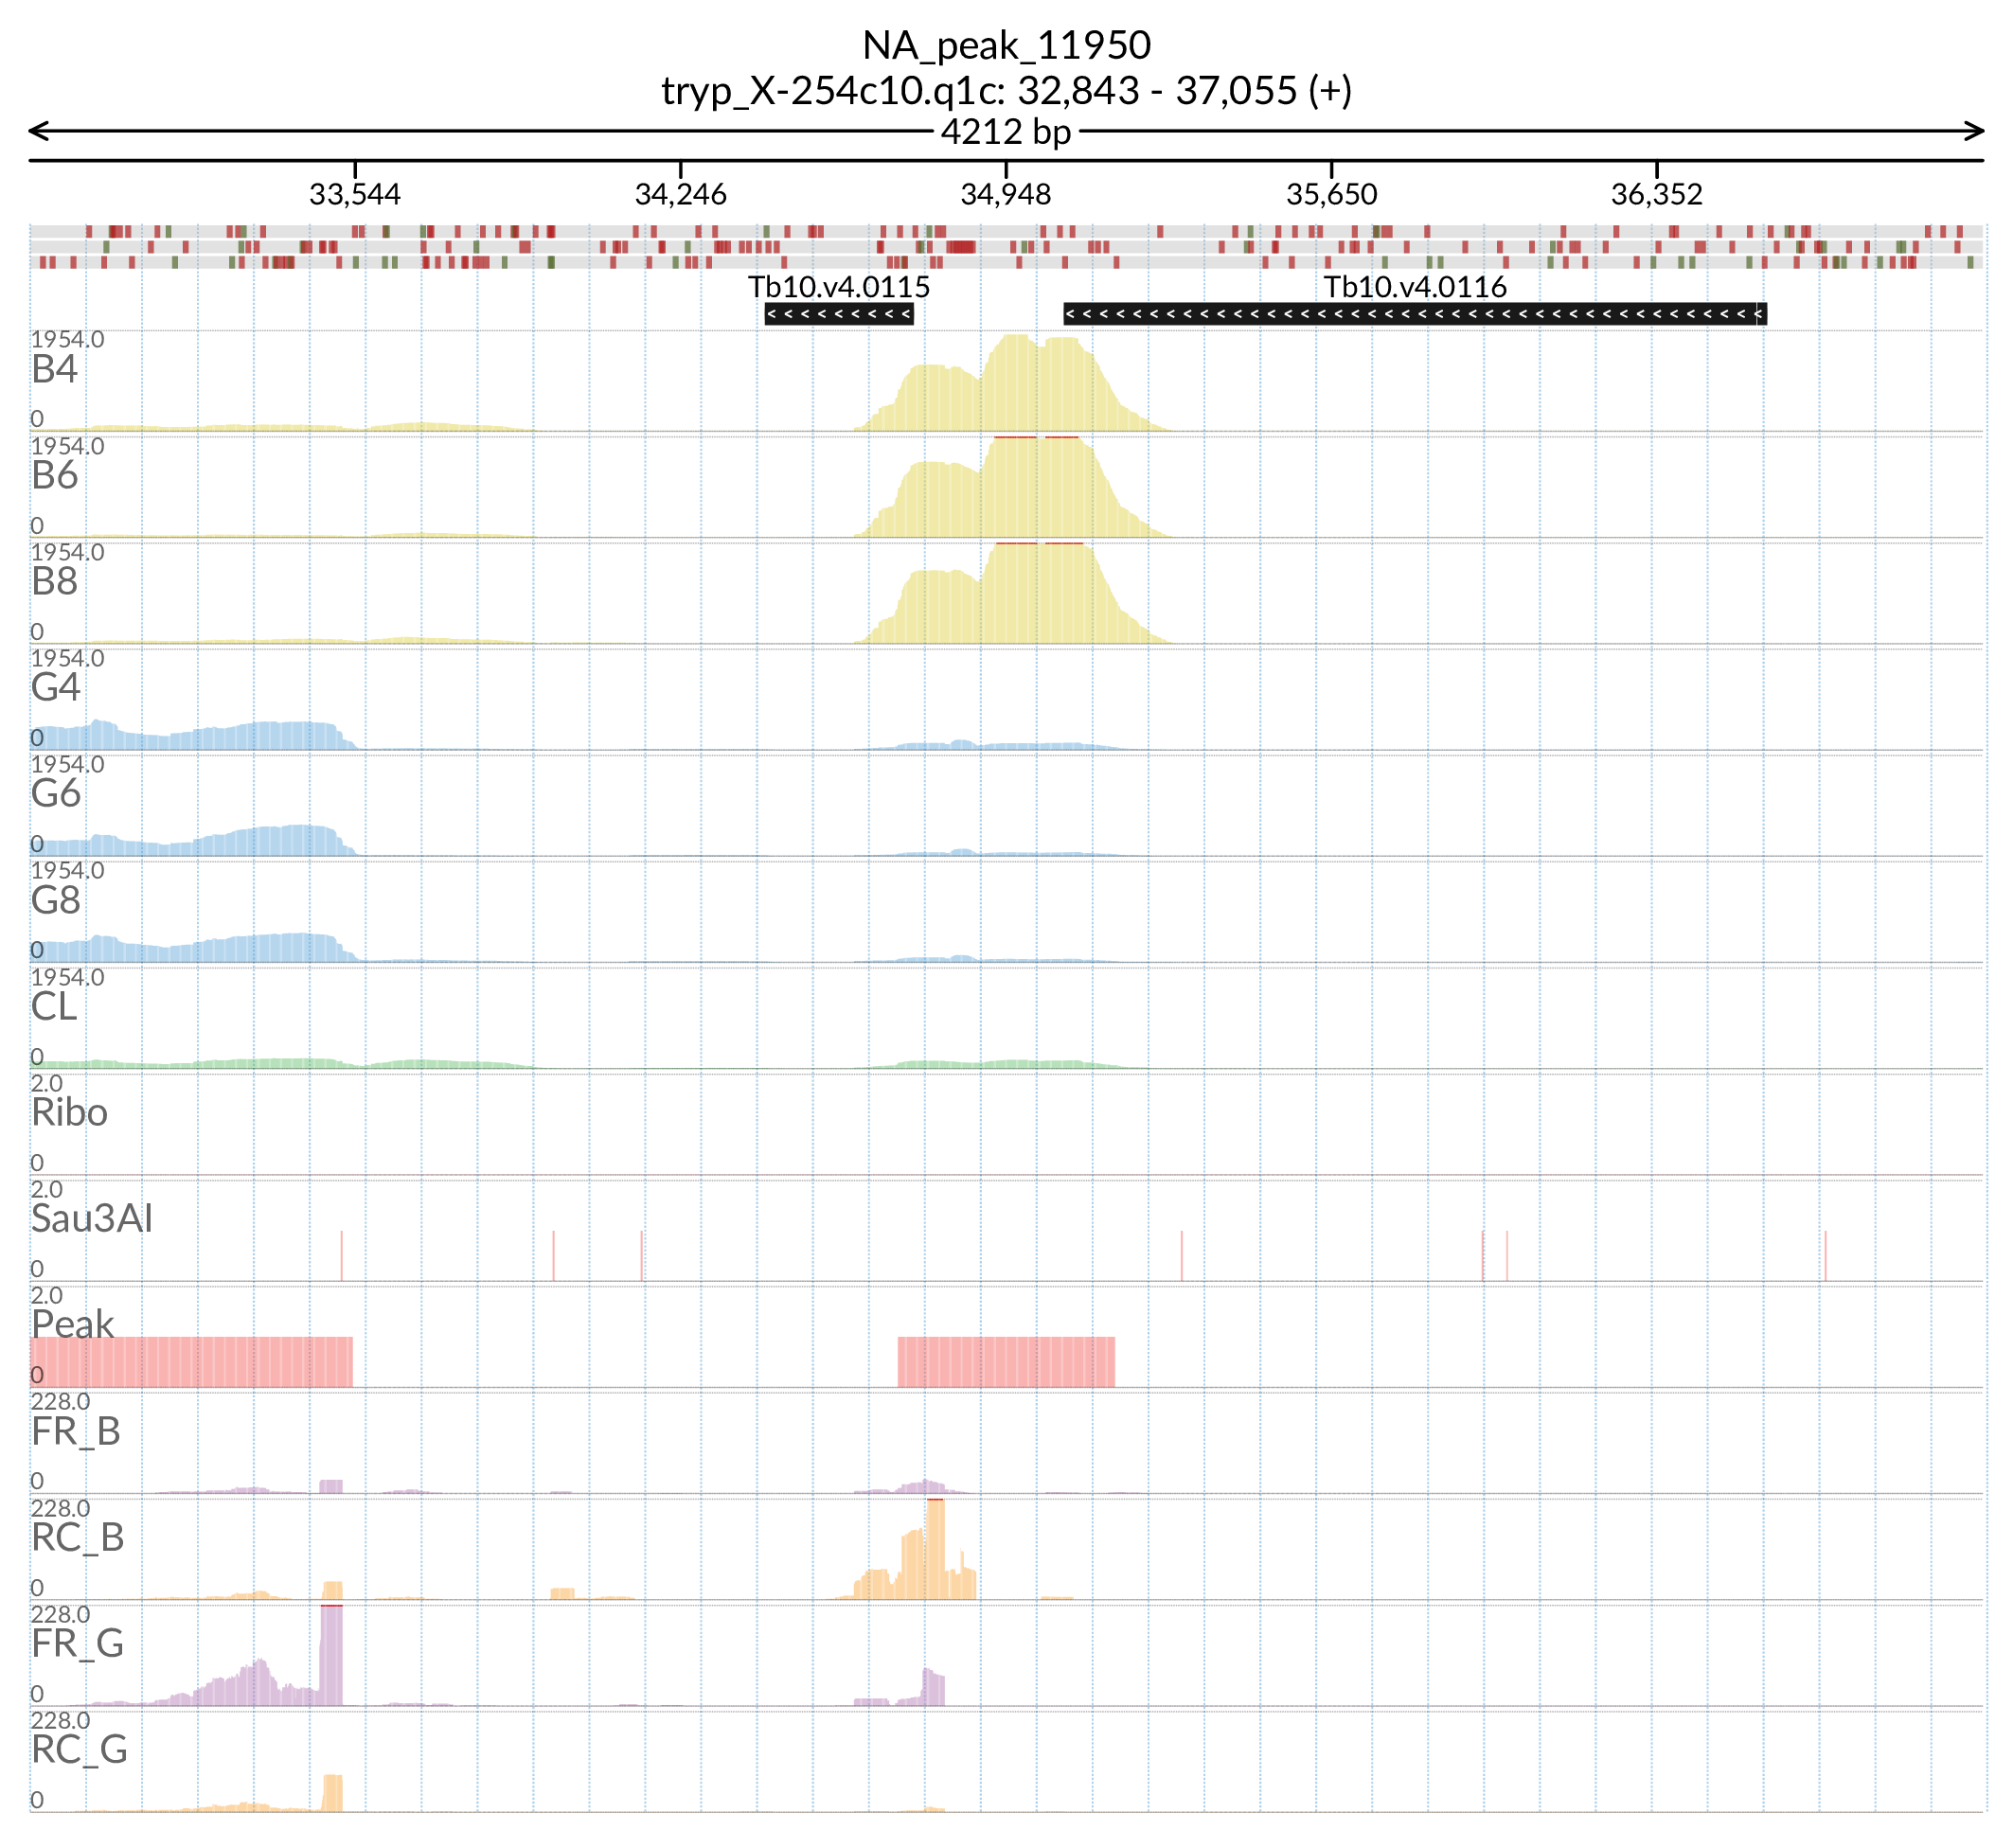 NA_peak_11950
tryp_X-254c10.q1c: 32,843 - 37,055 (+)
4212 bp
33,544 34,246 34,948 35,650 36,352
Tb10.v4.0115 Tb10.v4.0116
1954.0
B4
0
1954.0
B6
0
1954.0
B8
0
1954.0
G4
0
1954.0
G6
0
1954.0
G8
0
1954.0
CL
0
2.0
Ribo
0
2.0
Sau3AI
0
2.0
Peak
0
228.0
FR_B
0
228.0
RC_B
0
228.0
FR_G
0
228.0
RC_G
0